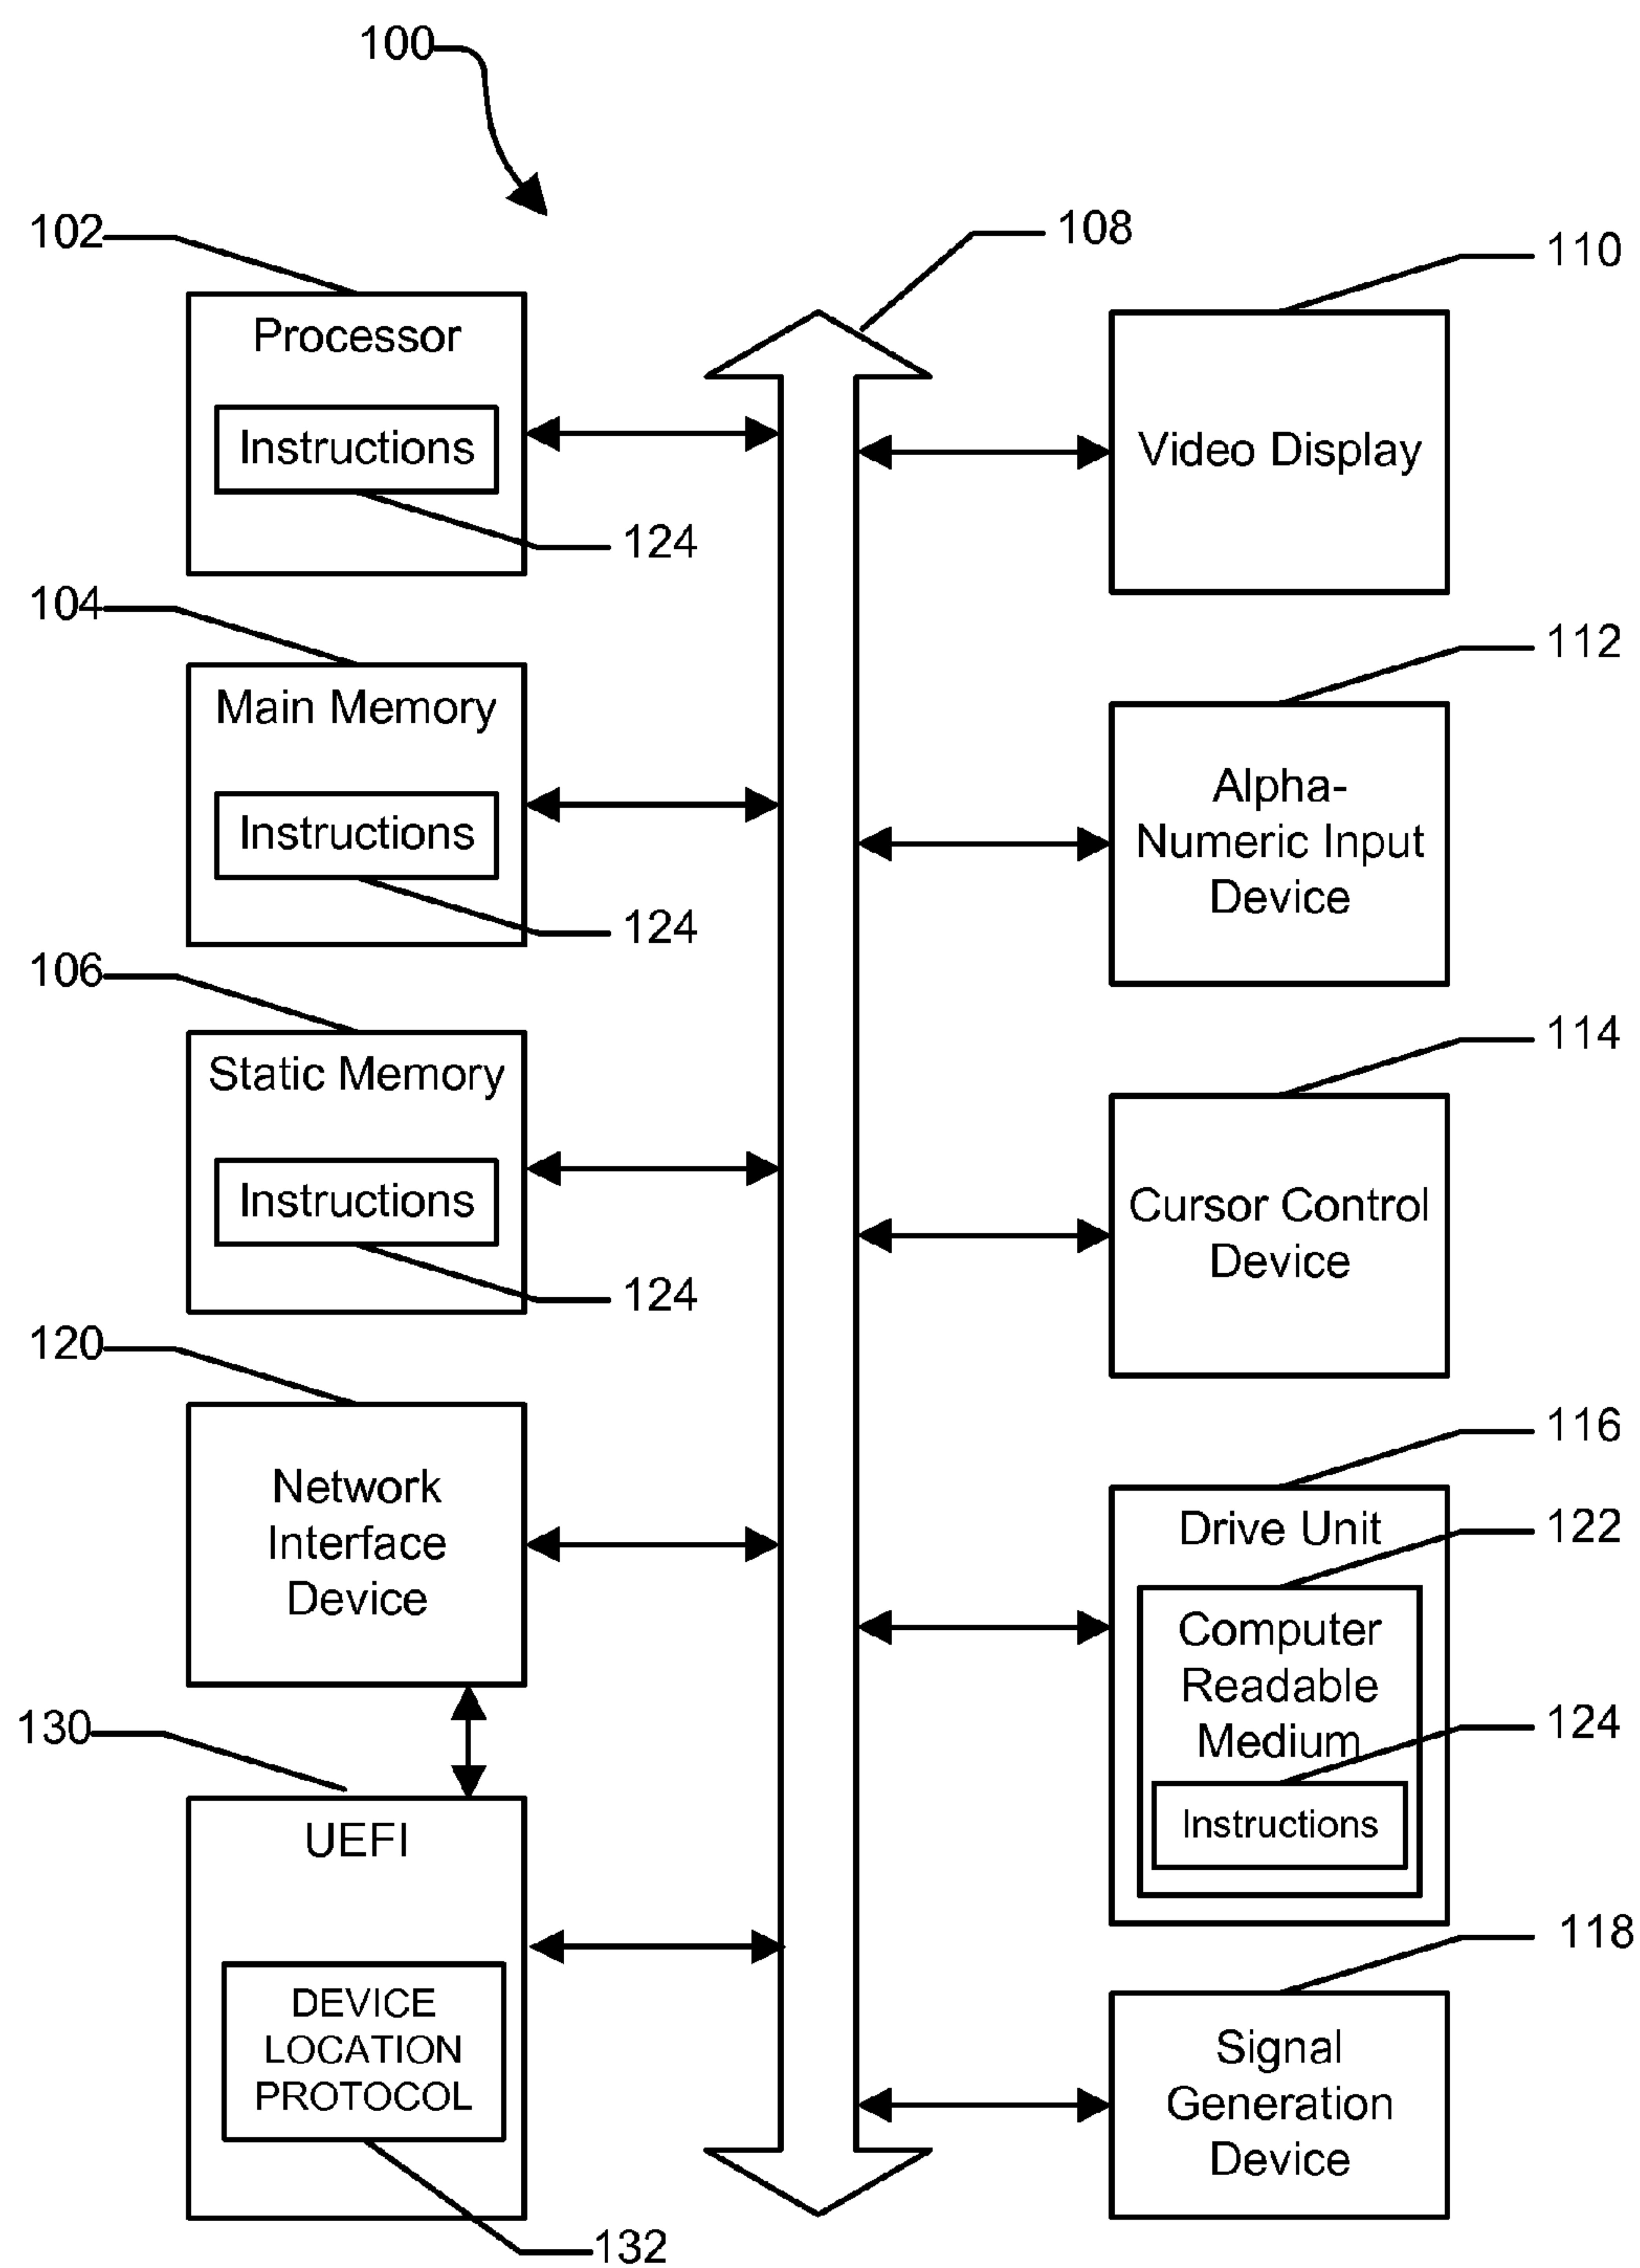 100
102
108
110
Processor
Instructions
124
Video Display
104
Main Memory
Instructions
124
112
Alpha-
Numeric Input
Device
106
Static Memory
Instructions
124
114
Cursor Control
Device
120
Network
Interface
Device
116
Drive Unit
122
Computer
Readable
Medium
124
Instructions
130
UEFI
DEVICE
LOCATION
PROTOCOL
132
118
Signal
Generation
Device